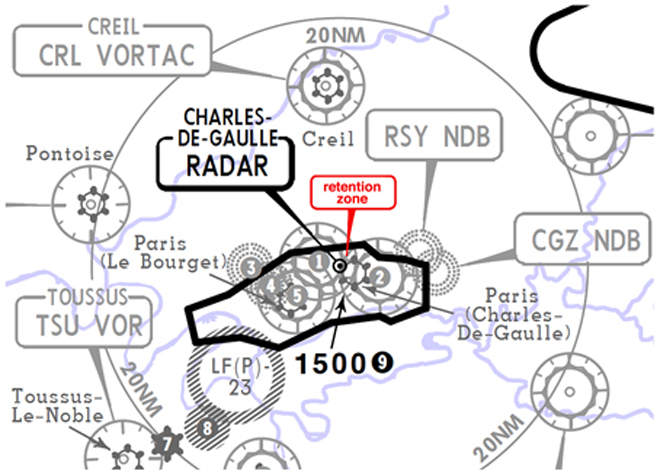 CREIL
CRL VORTAC
20NM
CHARLES-
DE-GAULLE
RADAR
Creil
RSY NDB
Pontoise
retention
zone
CGZ NDB
Paris
(Le Bourget)
3
1
4
2
5
TOUSSUS
TSU VOR
Paris
(Charles-
De-Gaulle)
LF(P)-
23
1500 9
20NM
Toussus-
Le-Noble
7
8
20NM